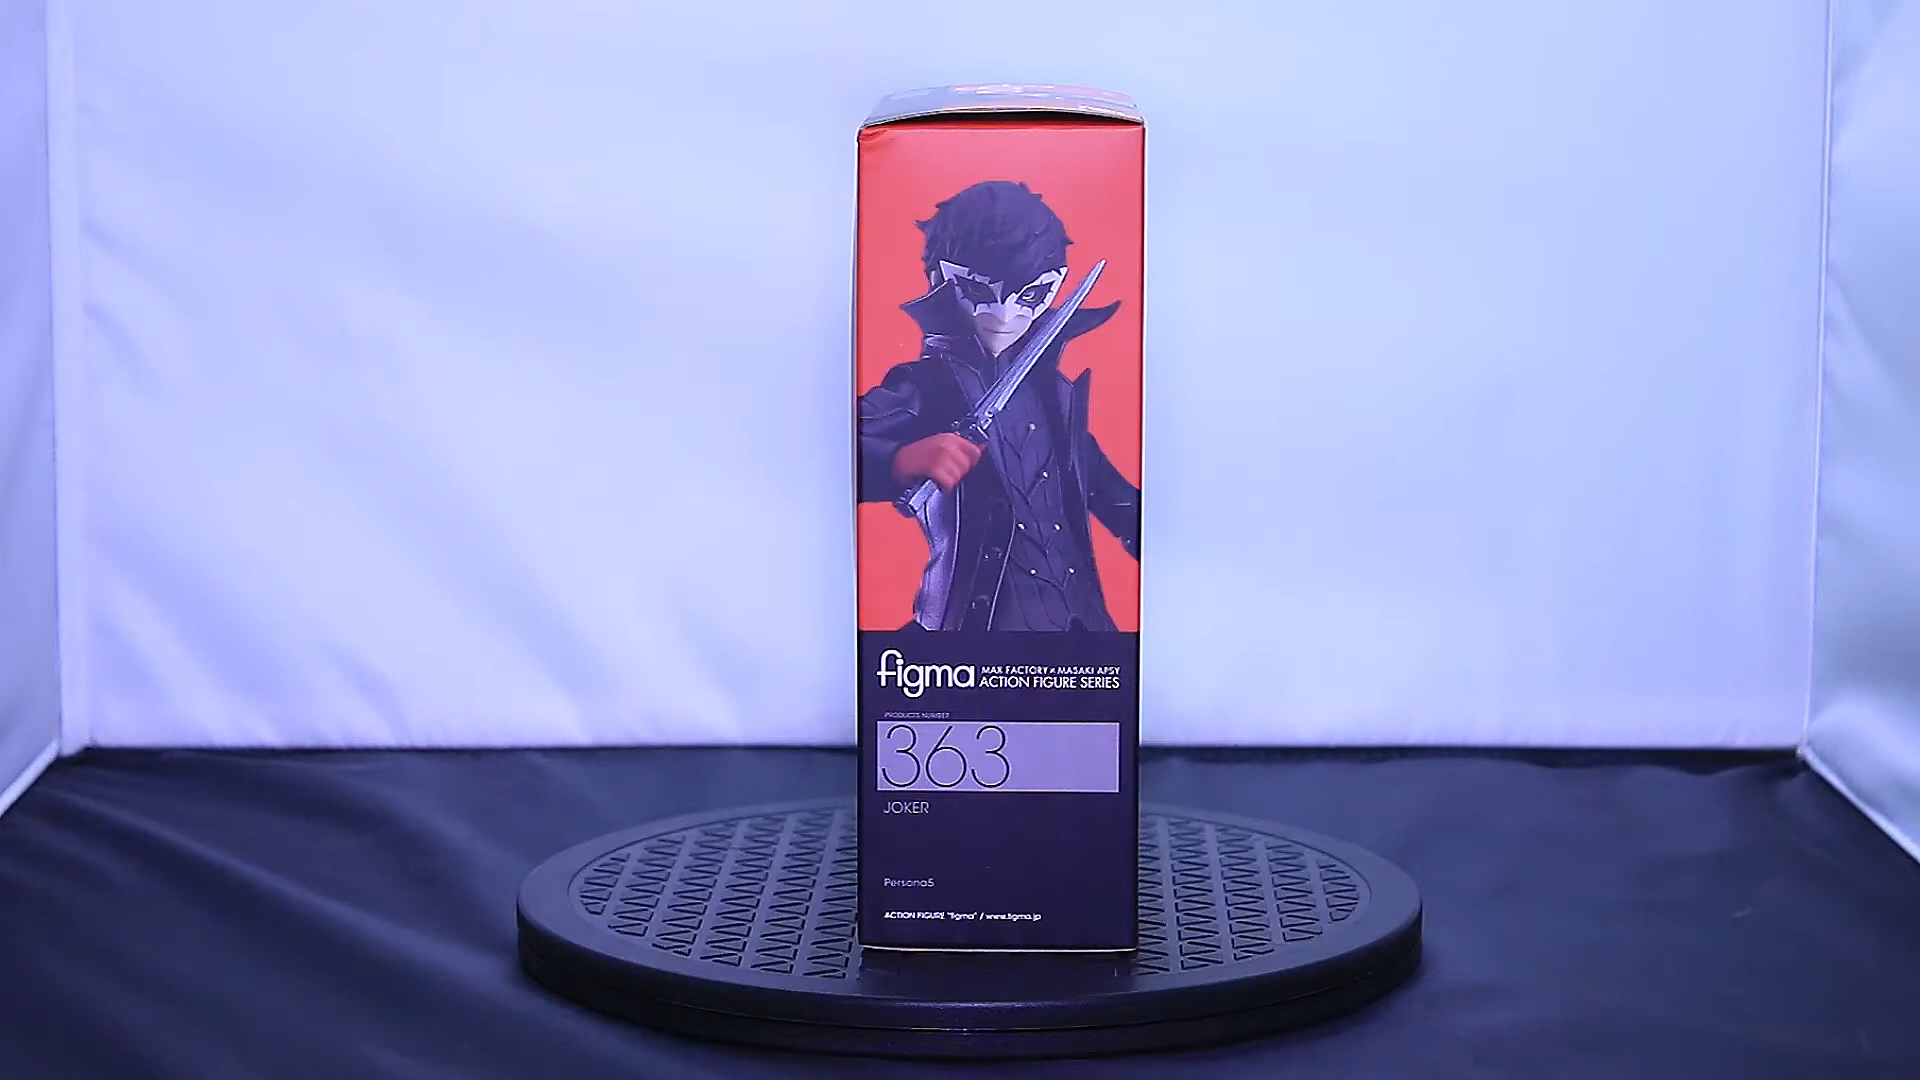 figma MAX FACTORY × MASAKI APSY
ACTION FIGURE SERIES
PRODUCTS NUMBER
363
JOKER
Persona5
ACTION FIGURE "figma" / www.figma.jp